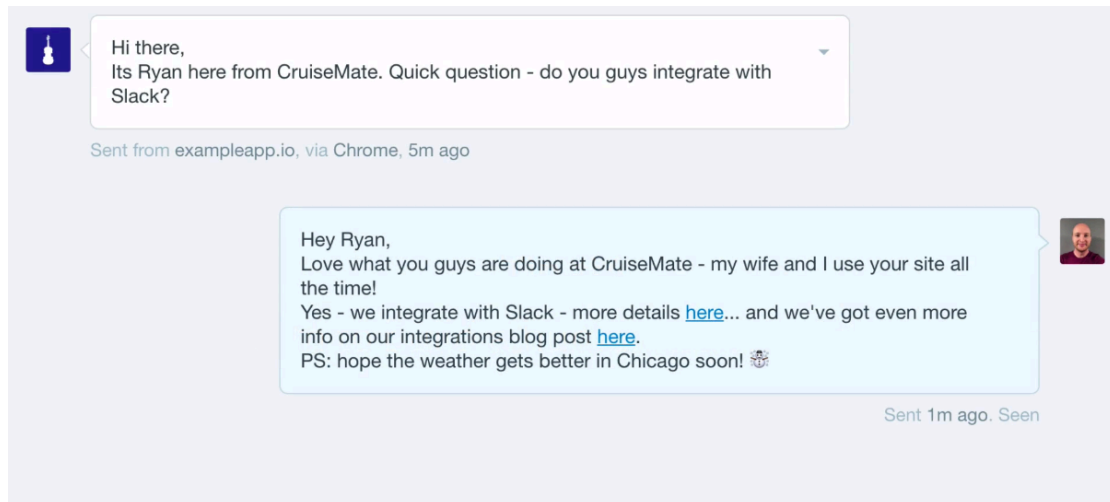 Hi there,
Its Ryan here from CruiseMate. Quick question - do you guys integrate with
Slack?
Sent from exampleapp.io, via Chrome, 5m ago
Hey Ryan,
Love what you guys are doing at CruiseMate - my wife and I use your site all
the time!
Yes - we integrate with Slack - more details here... and we've got even more
info on our integrations blog post here.
PS: hope the weather gets better in Chicago soon! ☃
Sent 1m ago. Seen